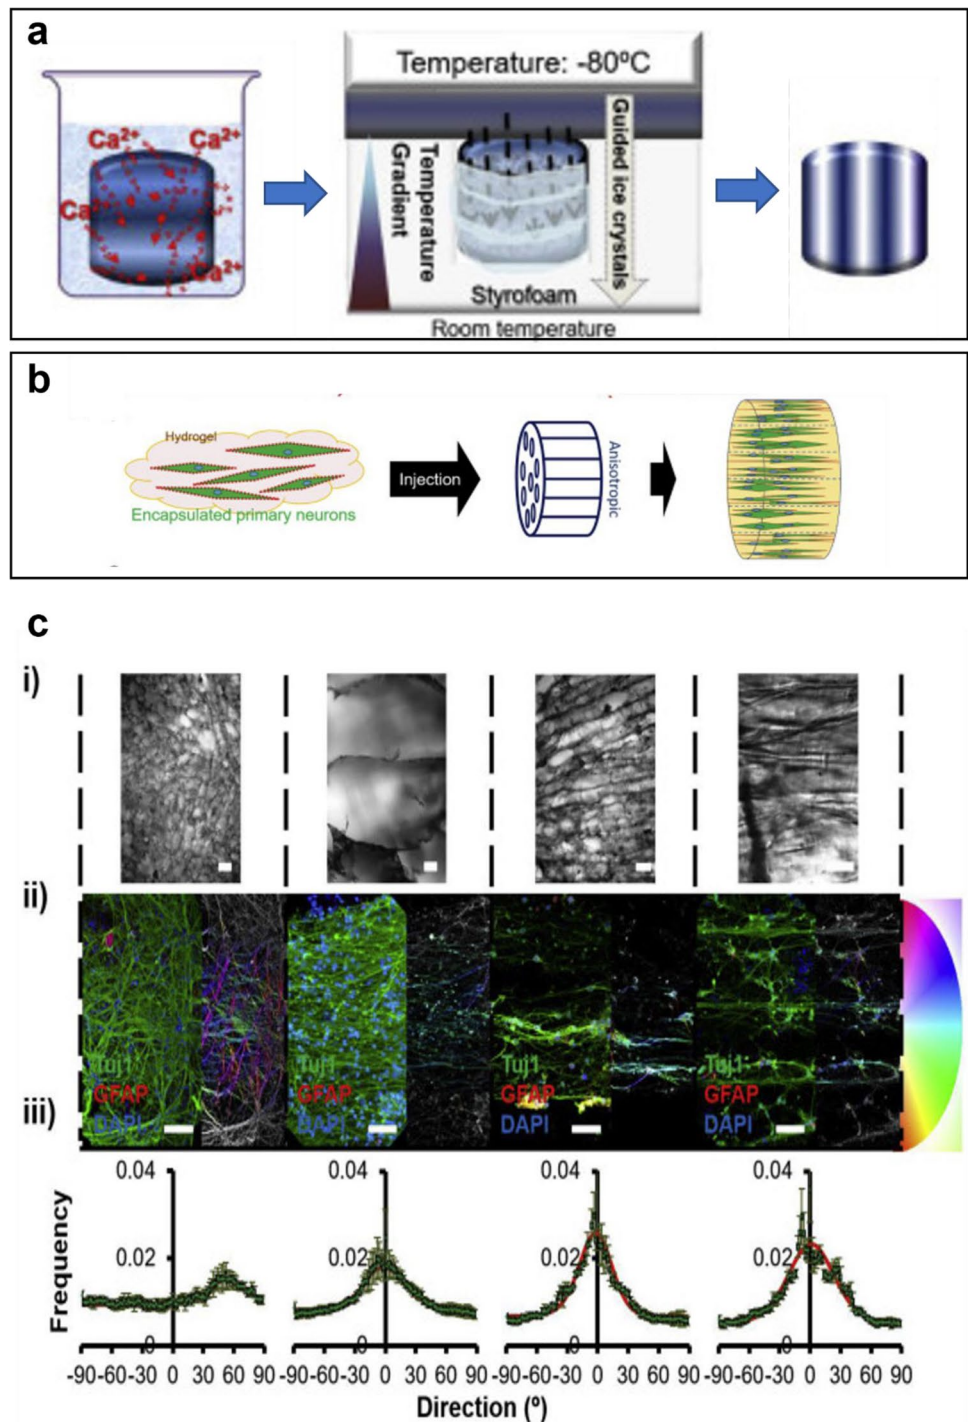 a
Ca2+ Ca2+
Ca2+
Ca2+
Temperature: -80ºC
Temperature
Gradient
Guided ice crystals
Styrofoam
Room temperature
b
Hydrogel
Encapsulated primary neurons
Injection
Anisotropic
c
i)
ii)
Tuj1 Tuj1 Tuj1 Tuj1
GFAP GFAP GFAP GFAP
DAPI DAPI DAPI DAPI
iii)
Frequency
0.04 0.04 0.04 0.04
0.02 0.02 0.02 0.02
0 0 0 0
-90 -60 -30 0 30 60 90 -90 -60 -30 0 30 60 90 -90 -60 -30 0 30 60 90 -90 -60 -30 0 30 60 90
Direction (º)